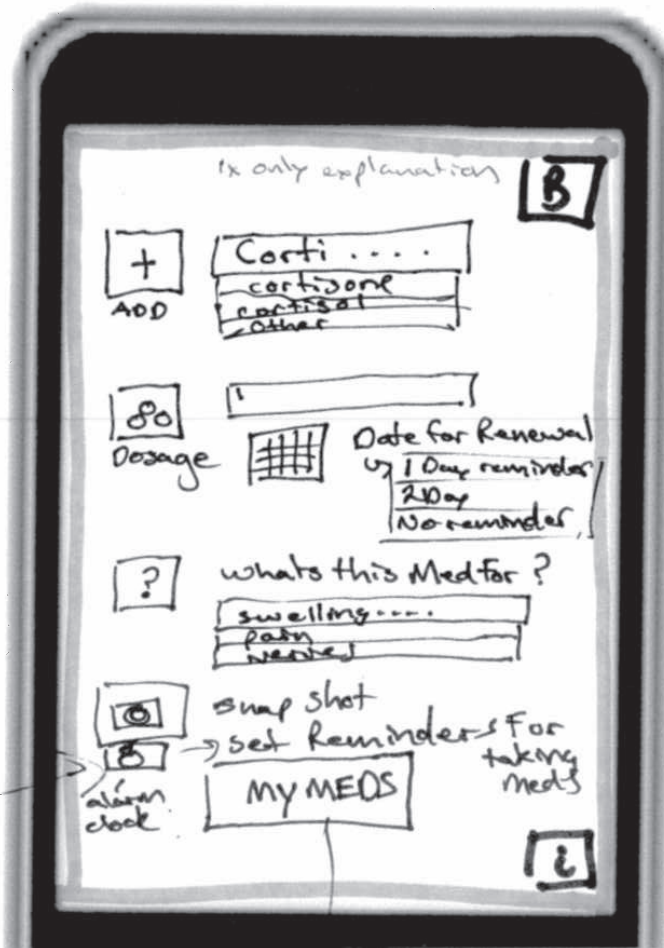 1x only explanation
B
+
ADD
Corti ....
cortisone
cortisol
other
Dosage
Date for Renewal
1 Day reminder
2 Day
No reminder
?
whats this Med for ?
swelling....
pain
nerves
snap shot
set Reminders For
taking
meds
alarm
clock
MY MEDS
i